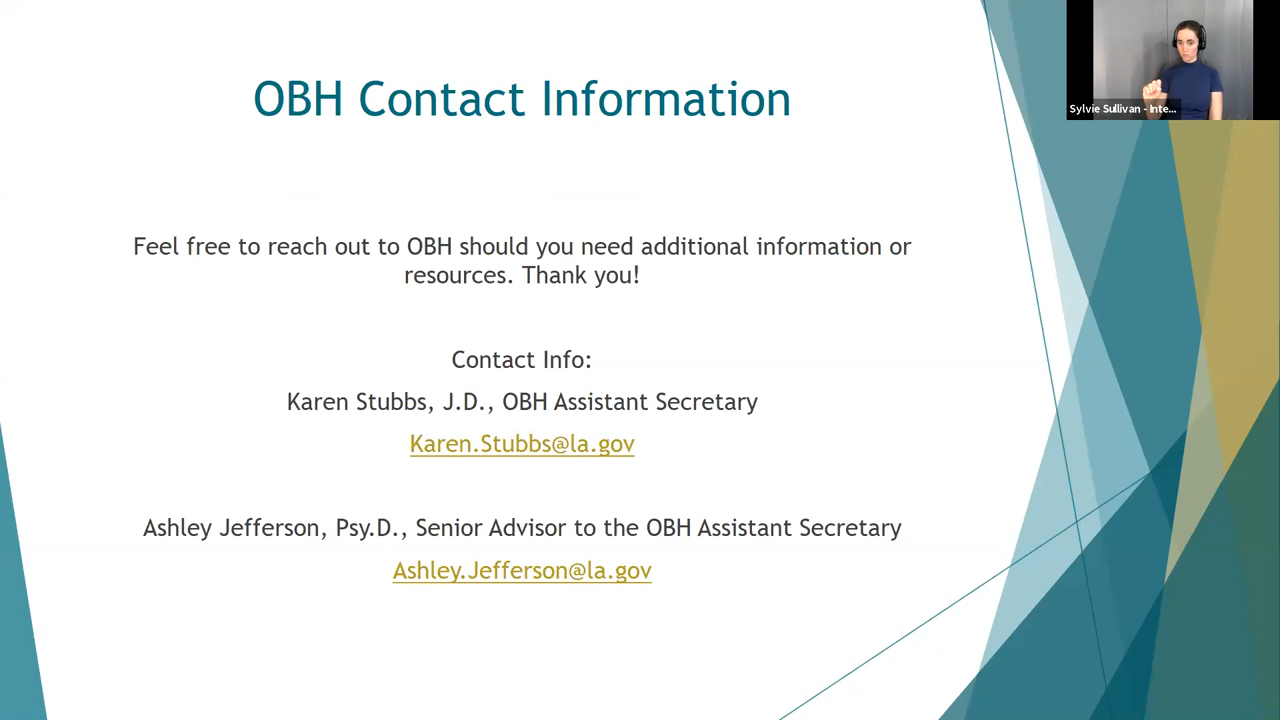 OBH Contact Information
Sylvie Sullivan - Inte...
Feel free to reach out to OBH should you need additional information or
resources. Thank you!
Contact Info:
Karen Stubbs, J.D., OBH Assistant Secretary
Karen.Stubbs@la.gov
Ashley Jefferson, Psy.D., Senior Advisor to the OBH Assistant Secretary
Ashley.Jefferson@la.gov